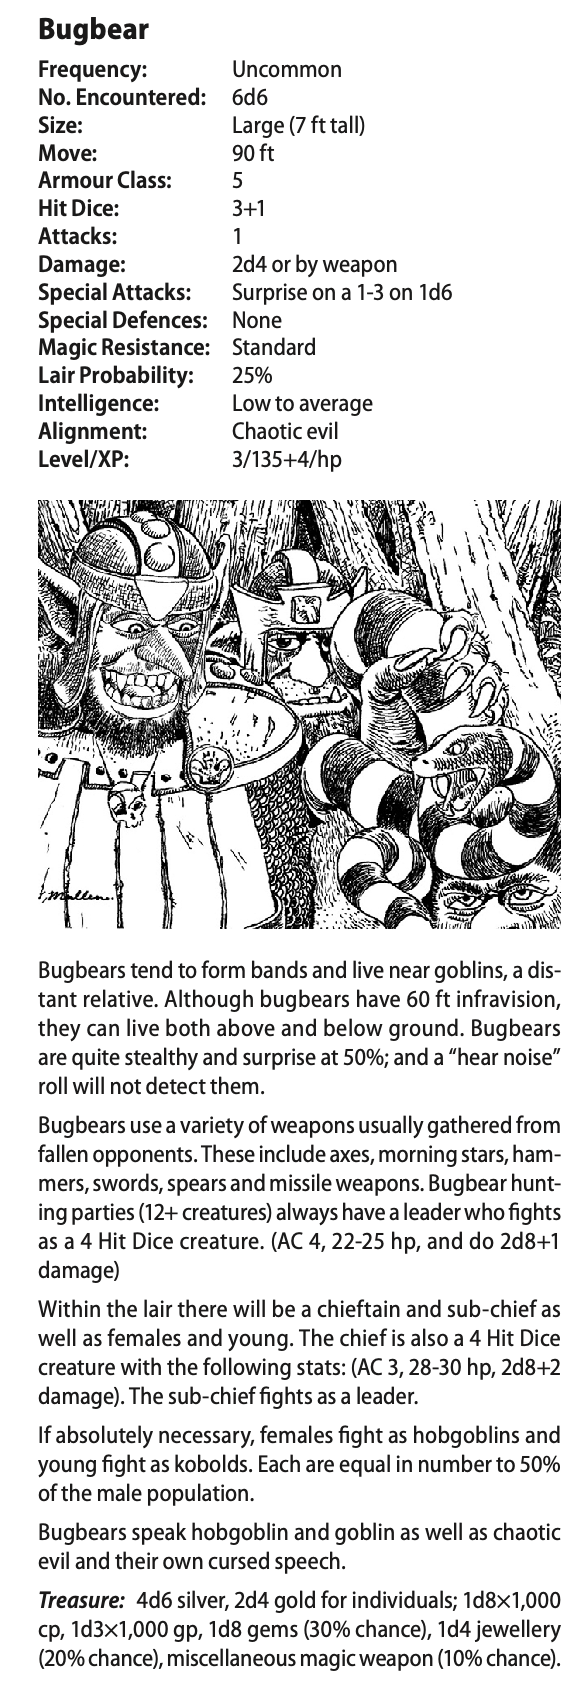 Bugbear
Frequency: Uncommon
No. Encountered: 6d6
Size: Large (7 ft tall)
Move: 90 ft
Armour Class: 5
Hit Dice: 3+1
Attacks: 1
Damage: 2d4 or by weapon
Special Attacks: Surprise on a 1-3 on 1d6
Special Defences: None
Magic Resistance: Standard
Lair Probability: 25%
Intelligence: Low to average
Alignment: Chaotic evil
Level/XP: 3/135+4/hp
Mullen
Bugbears tend to form bands and live near goblins, a dis-
tant relative. Although bugbears have 60 ft infravision,
they can live both above and below ground. Bugbears
are quite stealthy and surprise at 50%; and a “hear noise”
roll will not detect them.
Bugbears use a variety of weapons usually gathered from
fallen opponents. These include axes, morning stars, ham-
mers, swords, spears and missile weapons. Bugbear hunt-
ing parties (12+ creatures) always have a leader who fights
as a 4 Hit Dice creature. (AC 4, 22-25 hp, and do 2d8+1
damage)
Within the lair there will be a chieftain and sub-chief as
well as females and young. The chief is also a 4 Hit Dice
creature with the following stats: (AC 3, 28-30 hp, 2d8+2
damage). The sub-chief fights as a leader.
If absolutely necessary, females fight as hobgoblins and
young fight as kobolds. Each are equal in number to 50%
of the male population.
Bugbears speak hobgoblin and goblin as well as chaotic
evil and their own cursed speech.
Treasure: 4d6 silver, 2d4 gold for individuals; 1d8×1,000
cp, 1d3×1,000 gp, 1d8 gems (30% chance), 1d4 jewellery
(20% chance), miscellaneous magic weapon (10% chance).